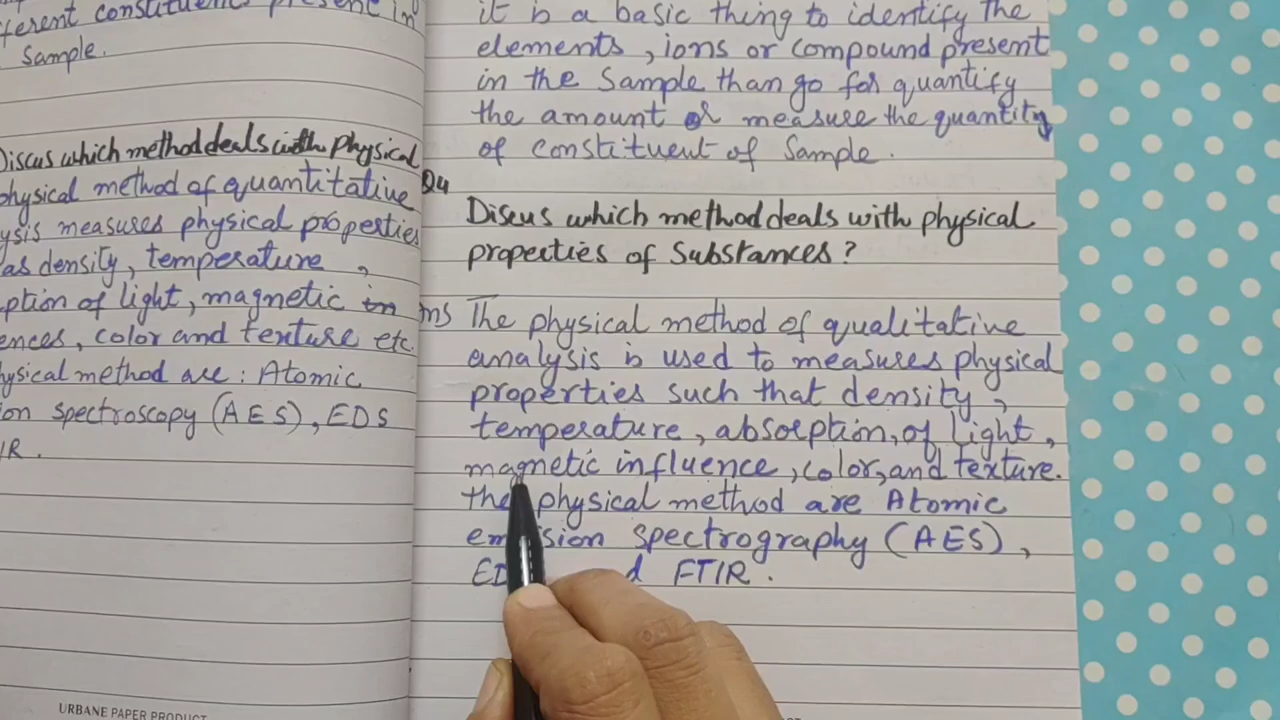 ferent constituents present in
Sample.
Discus which method deals with physical
physical method of quantitative
ysis measures physical properties
as density, temperature,
ption of light, magnetic in
ences, color and texture etc.
hysical method are: Atomic
ion spectroscopy (AES), EDS
IR.
URBANE PAPER PRODUCT
it is a basic thing to identify the
elements, ions or compound present
in the Sample than go for quantify
the amount or measure the quantity
of constituent of Sample.
Q4
Discus which method deals with physical
properties of Substances?
ns The physical method of qualitative
analysis is used to measures physical
properties such that density,
temperature, absorption, of light,
magnetic influence, color, and texture.
the physical method are Atomic
em sion spectrography (AES),
ED d FTIR.